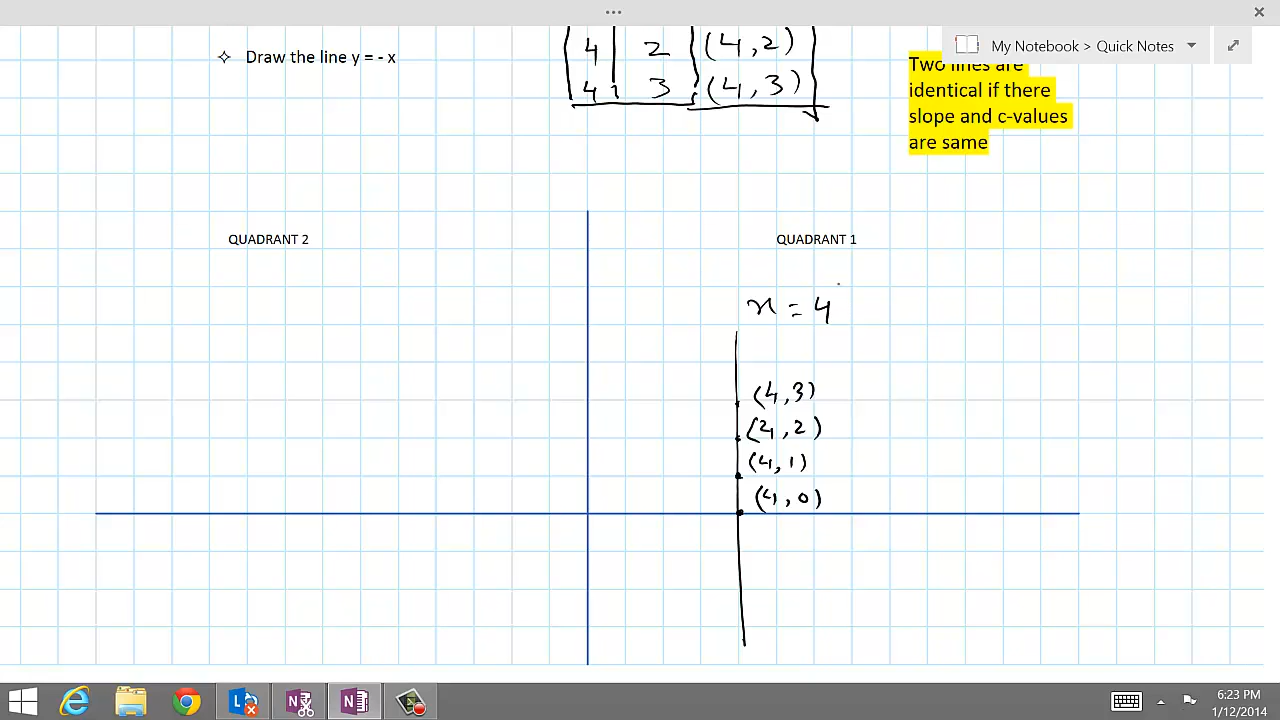 ...
My Notebook > Quick Notes
✧ Draw the line y = - x
4 2 (4,2)
4 3 (4,3)
Two lines are
identical if there
slope and c-values
are same
QUADRANT 2
QUADRANT 1
x = 4
(4,3)
(4,2)
(4,1)
(4,0)
6:23 PM
1/12/2014